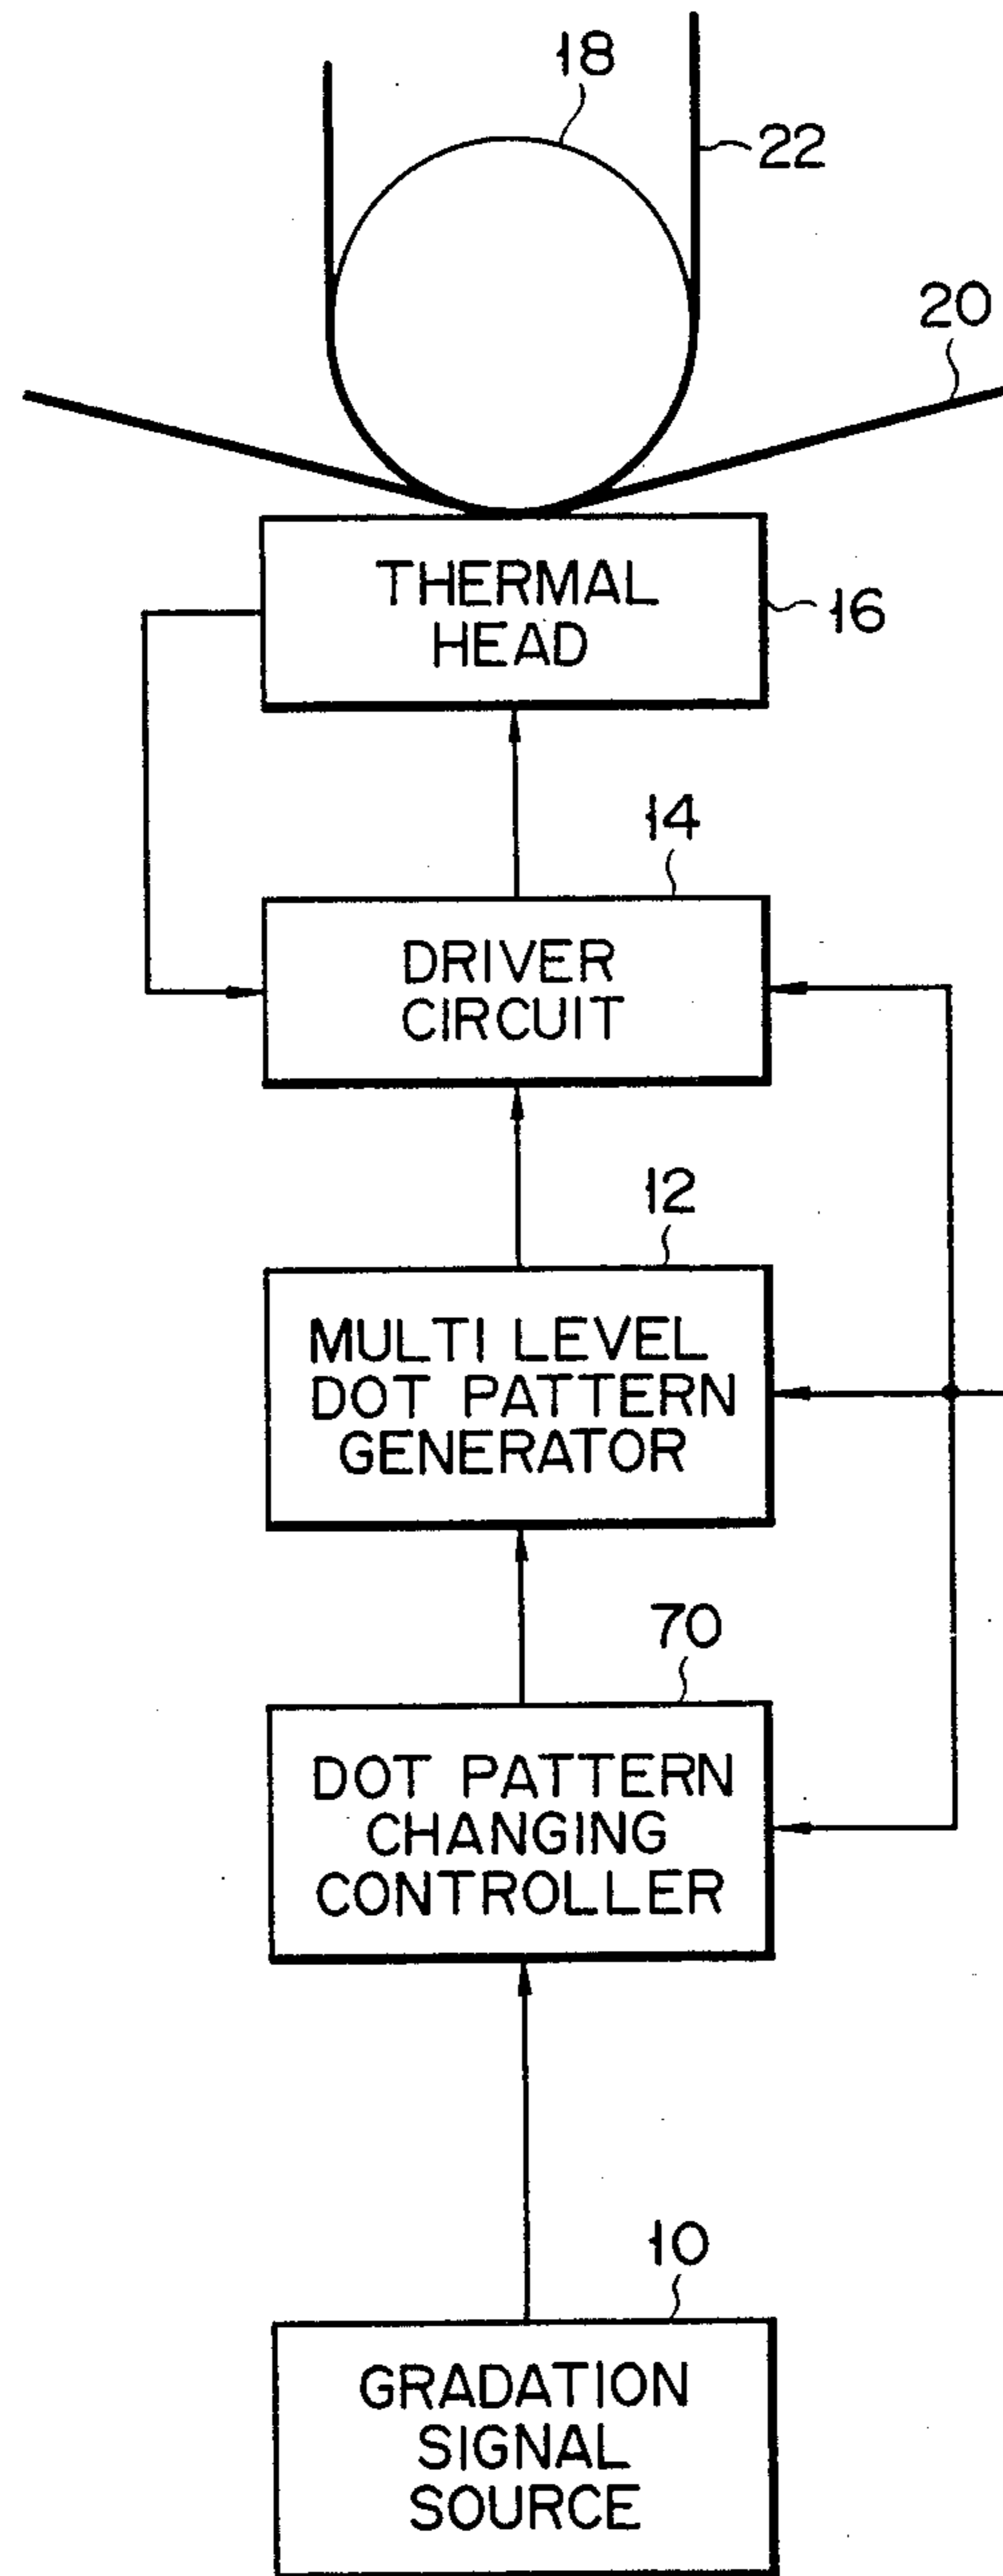 18
22
20
THERMAL
HEAD
16
14
DRIVER
CIRCUIT
12
MULTI LEVEL
DOT PATTERN
GENERATOR
70
DOT PATTERN
CHANGING
CONTROLLER
10
GRADATION
SIGNAL
SOURCE